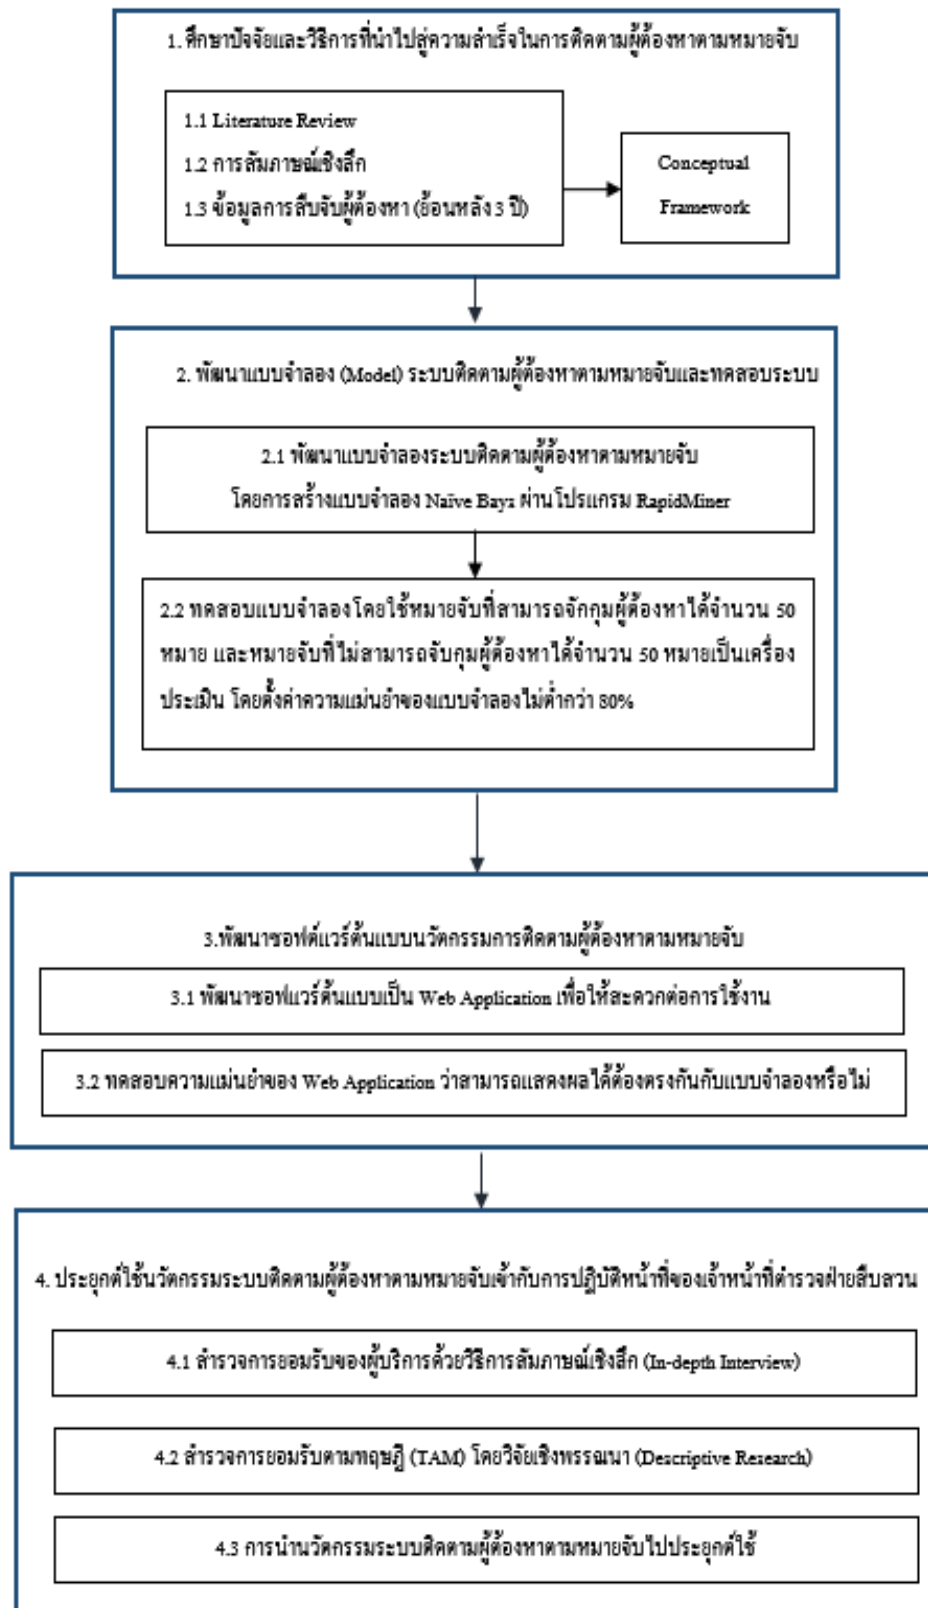 1. ศึกษาปัจจัยและวิธีการที่นำไปสู่ความสำเร็จในการติดตามผู้ต้องหาตามหมายจับ
1.1 Literature Review
1.2 การสัมภาษณ์เชิงลึก
1.3 ข้อมูลการสืบจับผู้ต้องหา (ย้อนหลัง 3 ปี)
Conceptual
Framework
2. พัฒนาแบบจำลอง (Model) ระบบติดตามผู้ต้องหาตามหมายจับและทดสอบระบบ
2.1 พัฒนาแบบจำลองระบบติดตามผู้ต้องหาตามหมายจับ
โดยการสร้างแบบจำลอง Naïve Bays ผ่านโปรแกรม RapidMiner
2.2 ทดสอบแบบจำลองโดยใช้หมายจับที่สามารถจักกุมผู้ต้องหาได้จำนวน 50
หมาย และหมายจับที่ไม่สามารถจับกุมผู้ต้องหาได้จำนวน 50 หมายเป็นเครื่อง
ประเมิน โดยตั้งค่าความแม่นยำของแบบจำลองไม่ต่ำกว่า 80%
3.พัฒนาซอฟต์แวร์ต้นแบบนวัตกรรมการติดตามผู้ต้องหาตามหมายจับ
3.1 พัฒนาซอฟแวร์ต้นแบบเป็น Web Application เพื่อให้สะดวกต่อการใช้งาน
3.2 ทดสอบความแม่นยำของ Web Application ว่าสามารถแสดงผลได้ต้องตรงกันกับแบบจำลองหรือไม่
4. ประยุกต์ใช้นวัตกรรมระบบติดตามผู้ต้องหาตามหมายจับเข้ากับการปฏิบัติหน้าที่ของเจ้าหน้าที่ตำรวจฝ่ายสืบสวน
4.1 สำรวจการยอมรับของผู้บริการด้วยวิธีการสัมภาษณ์เชิงลึก (In-depth Interview)
4.2 สำรวจการยอมรับตามทฤษฎี (TAM) โดยวิจัยเชิงพรรณนา (Descriptive Research)
4.3 การนำนวัตกรรมระบบติดตามผู้ต้องหาตามหมายจับไปประยุกต์ใช้